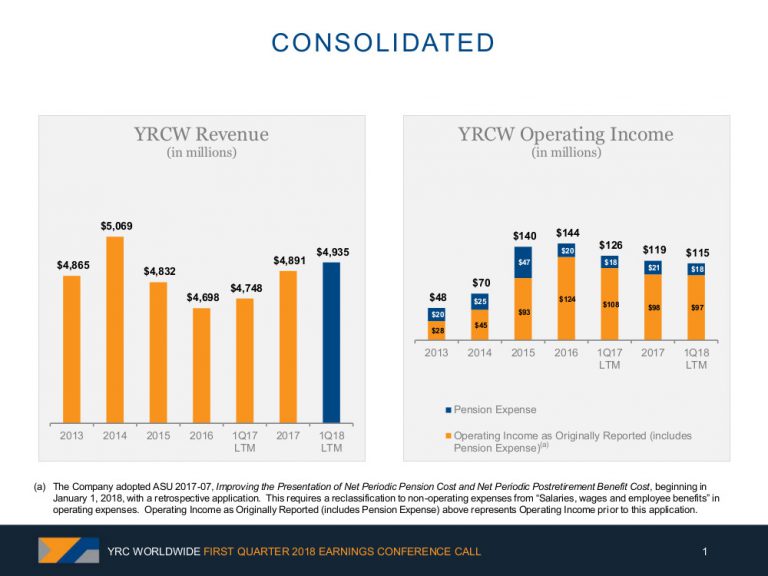 CONSOLIDATED
YRCW Revenue
(in millions)
$4,865
$5,069
$4,832
$4,698
$4,748
$4,891
$4,935
2013 2014 2015 2016 1Q17 LTM 2017 1Q18 LTM
YRCW Operating Income
(in millions)
$48 $70 $140 $144 $126 $119 $115
$20 $25 $47 $20 $18 $21 $18
$28 $45 $93 $124 $108 $98 $97
2013 2014 2015 2016 1Q17 LTM 2017 1Q18 LTM
Pension Expense
Operating Income as Originally Reported (includes
Pension Expense)(a)
(a) The Company adopted ASU 2017-07, Improving the Presentation of Net Periodic Pension Cost and Net Periodic Postretirement Benefit Cost, beginning in
January 1, 2018, with a retrospective application. This requires a reclassification to non-operating expenses from “Salaries, wages and employee benefits” in
operating expenses. Operating Income as Originally Reported (includes Pension Expense) above represents Operating Income prior to this application.
YRC WORLDWIDE FIRST QUARTER 2018 EARNINGS CONFERENCE CALL 1